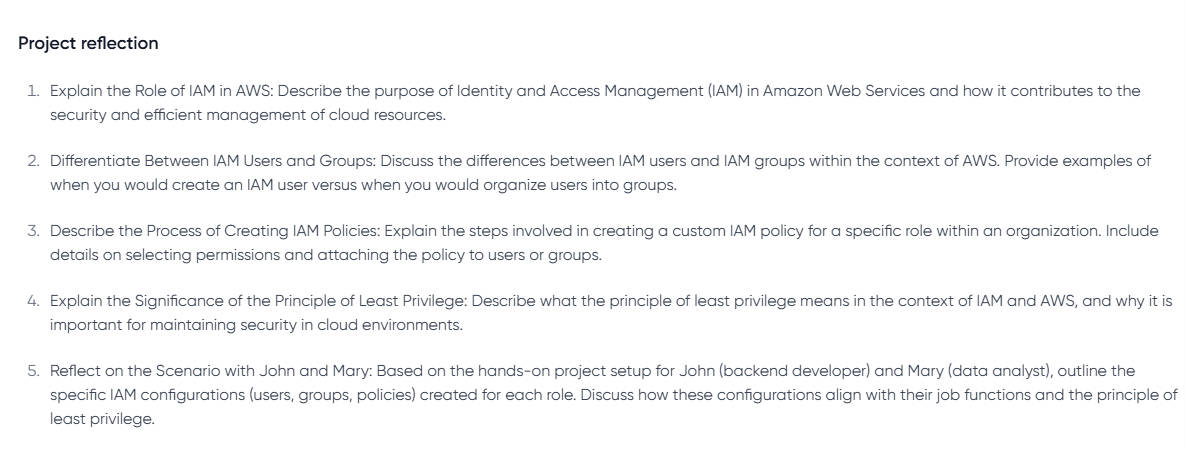 Project reflection
1. Explain the Role of IAM in AWS: Describe the purpose of Identity and Access Management (IAM) in Amazon Web Services and how it contributes to the
security and efficient management of cloud resources.
2. Differentiate Between IAM Users and Groups: Discuss the differences between IAM users and IAM groups within the context of AWS. Provide examples of
when you would create an IAM user versus when you would organize users into groups.
3. Describe the Process of Creating IAM Policies: Explain the steps involved in creating a custom IAM policy for a specific role within an organization. Include
details on selecting permissions and attaching the policy to users or groups.
4. Explain the Significance of the Principle of Least Privilege: Describe what the principle of least privilege means in the context of IAM and AWS, and why it is
important for maintaining security in cloud environments.
5. Reflect on the Scenario with John and Mary: Based on the hands-on project setup for John (backend developer) and Mary (data analyst), outline the
specific IAM configurations (users, groups, policies) created for each role. Discuss how these configurations align with their job functions and the principle of
least privilege.